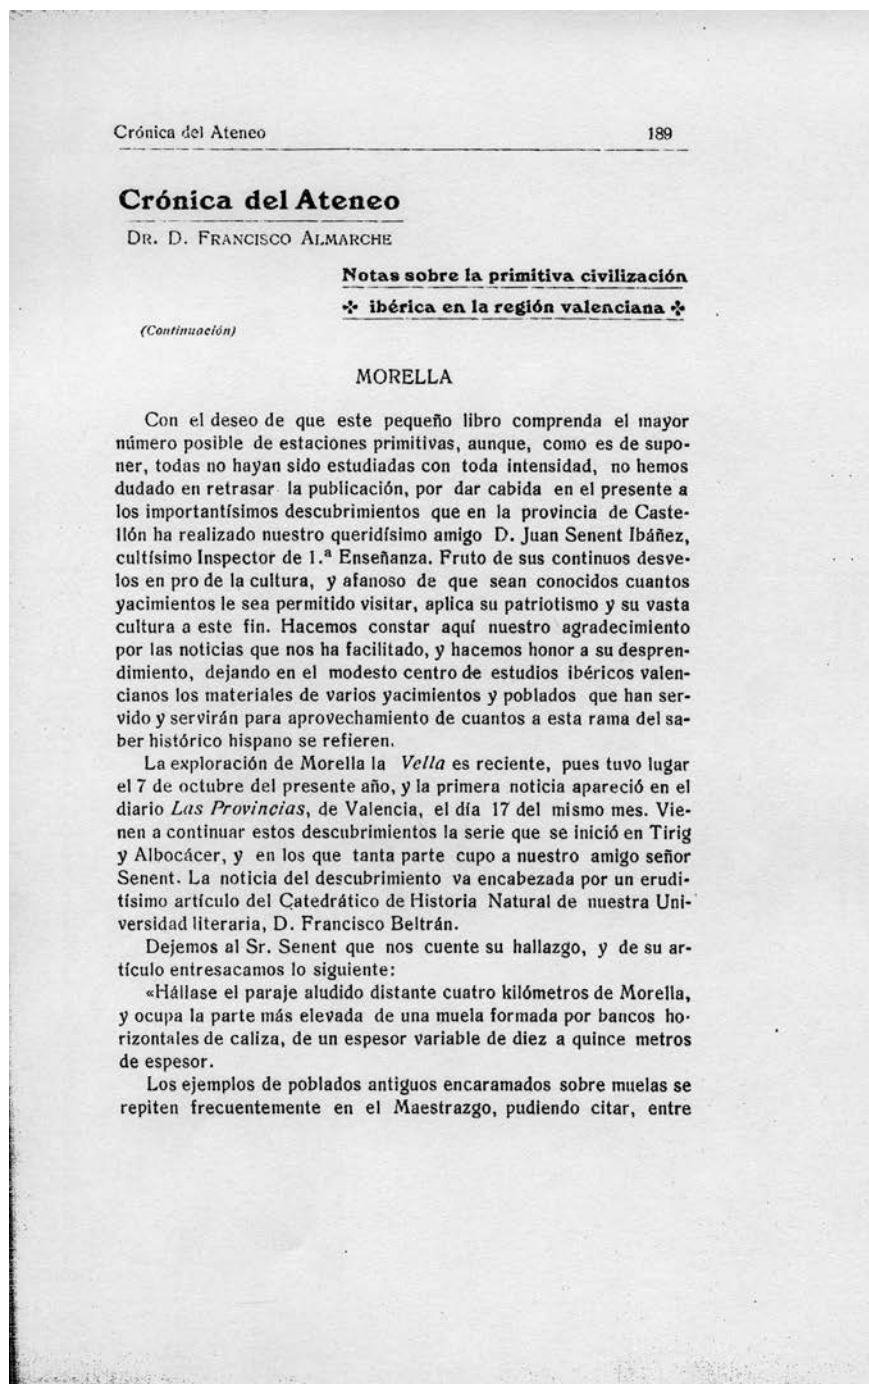 Crónica del Ateneo 189
Crónica del Ateneo
DR. D. FRANCISCO ALMARCHE
Notas sobre la primitiva civilización
ibérica en la región valenciana
(Continuación)
MORELLA
Con el deseo de que este pequeño libro comprenda el mayor
número posible de estaciones primitivas, aunque, como es de supo-
ner, todas no hayan sido estudiadas con toda intensidad, no hemos
dudado en retrasar la publicación, por dar cabida en el presente a
los importantísimos descubrimientos que en la provincia de Caste-
llón ha realizado nuestro queridísimo amigo D. Juan Senent Ibáñez,
cultísimo Inspector de 1.ª Enseñanza. Fruto de sus continuos desve-
los en pro de la cultura, y afanoso de que sean conocidos cuantos
yacimientos le sea permitido visitar, aplica su patriotismo y su vasta
cultura a este fin. Hacemos constar aquí nuestro agradecimiento
por las noticias que nos ha facilitado, y hacemos honor a su despren-
dimiento, dejando en el modesto centro de estudios ibéricos valen-
cianos los materiales de varios yacimientos y poblados que han ser-
vido y servirán para aprovechamiento de cuantos a esta rama del sa-
ber histórico hispano se refieren.
La exploración de Morella la Vella es reciente, pues tuvo lugar
el 7 de octubre del presente año, y la primera noticia apareció en el
diario Las Provincias, de Valencia, el día 17 del mismo mes. Vie-
nen a continuar estos descubrimientos la serie que se inició en Tirig
y Albocácer, y en los que tanta parte cupo a nuestro amigo señor
Senent. La noticia del descubrimiento va encabezada por un erudi-
tísimo artículo del Catedrático de Historia Natural de nuestra Uni-
versidad literaria, D. Francisco Beltrán.
Dejemos al Sr. Senent que nos cuente su hallazgo, y de su ar-
tículo entresacamos lo siguiente:
«Hállase el paraje aludido distante cuatro kilómetros de Morella,
y ocupa la parte más elevada de una muela formada por bancos ho-
rizontales de caliza, de un espesor variable de diez a quince metros
de espesor.
Los ejemplos de poblados antiguos encaramados sobre muelas se
repiten frecuentemente en el Maestrazgo, pudiendo citar, entre